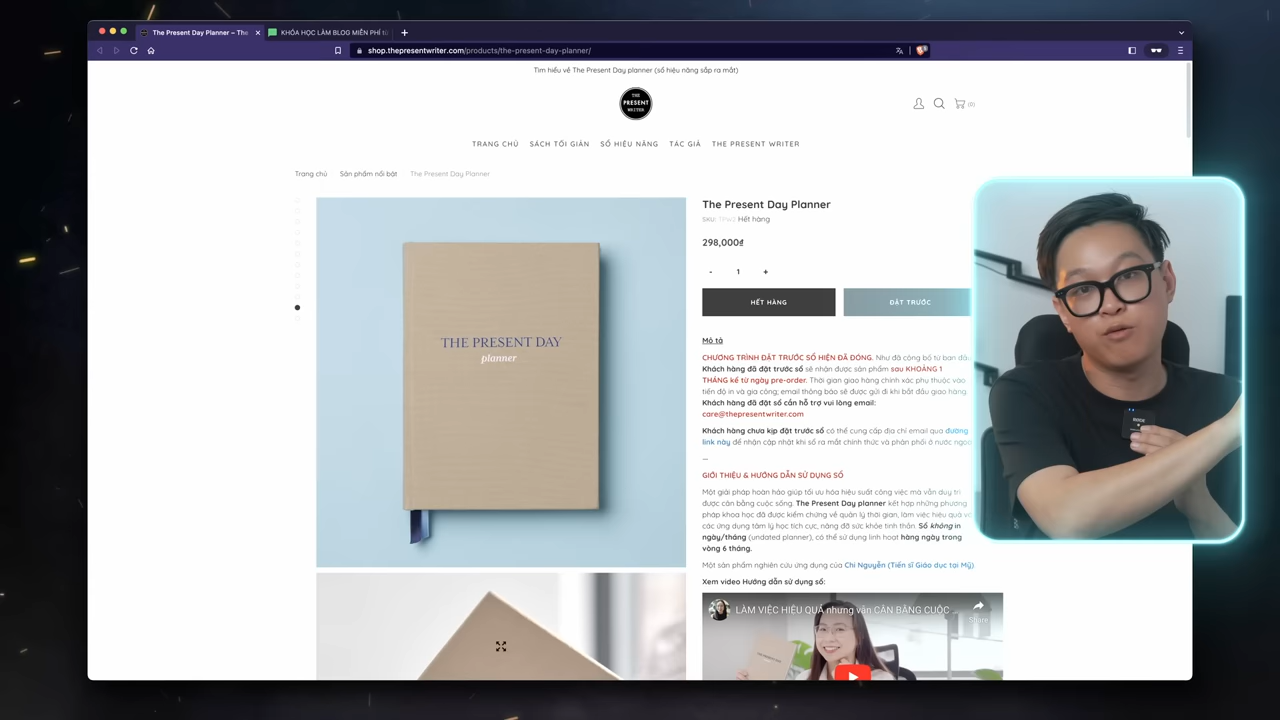 The Present Day Planner – The
KHÓA HỌC LÀM BLOG MIỄN PHÍ từ
shop.thepresentwriter.com/products/the-present-day-planner/
Tìm hiểu về The Present Day planner (sổ hiệu năng sắp ra mắt)
THE
PRESENT
WRITER
(0)
TRANG CHỦ
SÁCH TỐI GIẢN
SỔ HIỆU NĂNG
TÁC GIẢ
THE PRESENT WRITER
Trang chủ
Sản phẩm nổi bật
The Present Day Planner
THE PRESENT DAY
planner
The Present Day Planner
SKU:
Hết hàng
298,000₫
- 1 +
HẾT HÀNG
ĐẶT TRƯỚC
Mô tả
CHƯƠNG TRÌNH ĐẶT TRƯỚC SỔ HIỆN ĐÃ ĐÓNG. Như đã công bố từ ban đầu
Khách hàng đã đặt trước sổ sẽ nhận được sản phẩm sau KHOẢNG 1
THÁNG kể từ ngày pre-order. Thời gian giao hàng chính xác phụ thuộc vào
tiến độ in và gia công; email thông báo sẽ được gửi đi khi bắt đầu giao hàng.
Khách hàng đã đặt sổ cần hỗ trợ vui lòng email:
care@thepresentwriter.com
Khách hàng chưa kịp đặt trước sổ có thể cung cấp địa chỉ email qua đường
link này để nhận cập nhật khi sổ ra mắt chính thức và phân phối ở nước ngoài
—
GIỚI THIỆU & HƯỚNG DẪN SỬ DỤNG SỔ
Một giải pháp hoàn hảo giúp tối ưu hóa hiệu suất công việc mà vẫn duy trì
được cân bằng cuộc sống. The Present Day planner kết hợp những phương
pháp khoa học đã được kiểm chứng về quản lý thời gian, làm việc hiệu quả và
các ứng dụng tâm lý học tích cực, nâng đỡ sức khỏe tinh thần. Sổ không in
ngày/tháng (undated planner), có thể sử dụng linh hoạt hàng ngày trong
vòng 6 tháng.
Một sản phẩm nghiên cứu ứng dụng của Chi Nguyễn (Tiến sĩ Giáo dục tại Mỹ)
Xem video Hướng dẫn sử dụng sổ:
LÀM VIỆC HIỆU QUẢ nhưng vẫn CÂN BẰNG CUỘC ...
Share